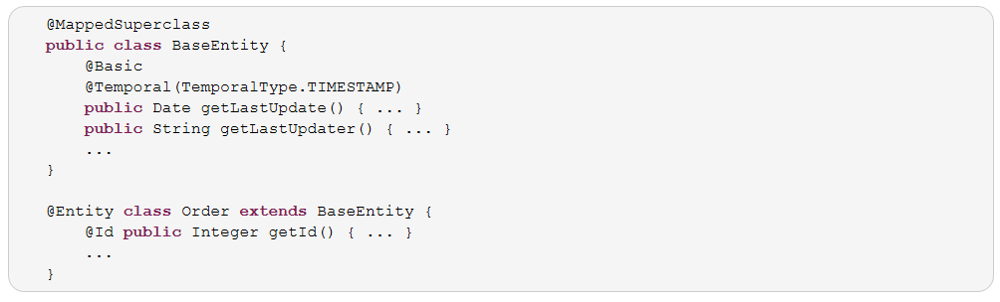 @MappedSuperclass
public class BaseEntity {
    @Basic
    @Temporal(TemporalType.TIMESTAMP)
    public Date getLastUpdate() { ... }
    public String getLastUpdater() { ... }
    ...
}

@Entity class Order extends BaseEntity {
    @Id public Integer getId() { ... }
    ...
}